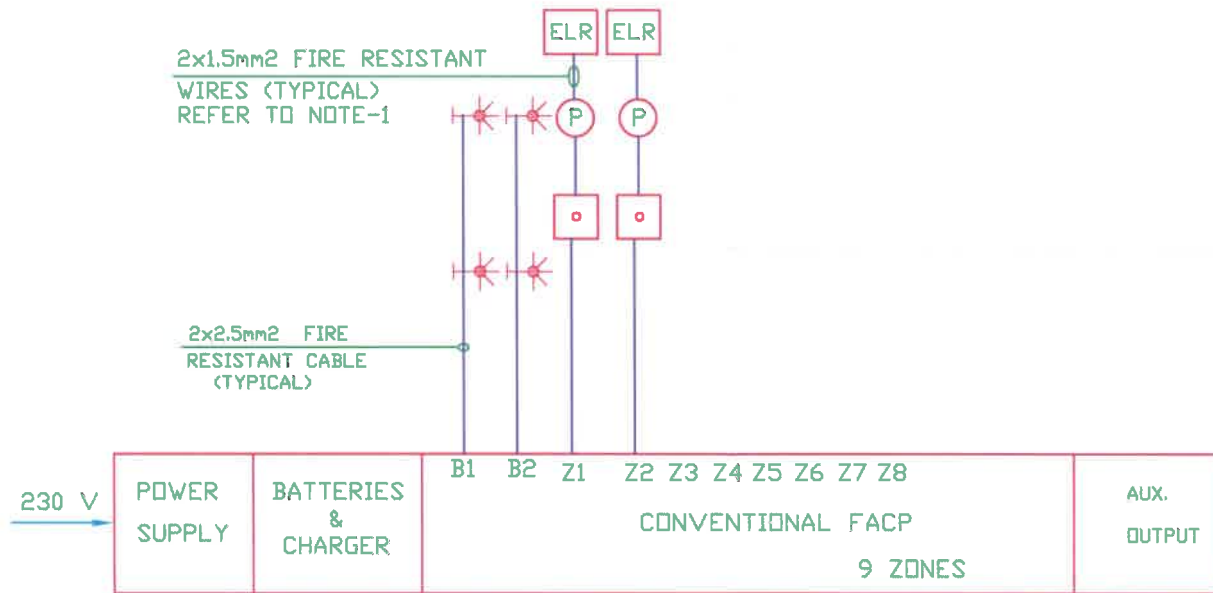 ELR ELR
2x1.5mm2 FIRE RESISTANT
WIRES (TYPICAL)
REFER TO NOTE-1
P P
2x2.5mm2 FIRE
RESISTANT CABLE
(TYPICAL)
B1 B2 Z1 Z2 Z3 Z4 Z5 Z6 Z7 Z8
230 V
POWER
SUPPLY
BATTERIES
&
CHARGER
CONVENTIONAL FACP
9 ZONES
AUX.
OUTPUT